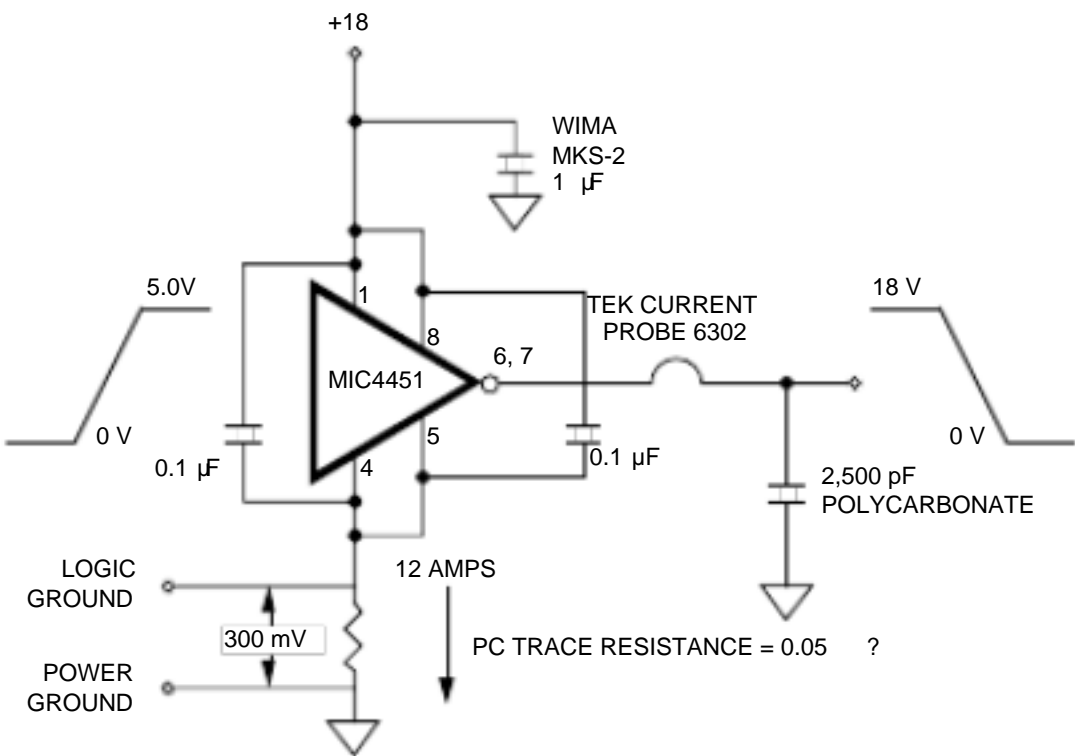 +18
WIMA
MKS-2
1 µF
5.0V
0 V
1
8
MIC4451
6, 7
5
4
0.1 µF
0.1 µF
TEK CURRENT
PROBE 6302
18 V
0 V
2,500 pF
POLYCARBONATE
LOGIC
GROUND
300 mV
POWER
GROUND
12 AMPS
PC TRACE RESISTANCE = 0.05 ?